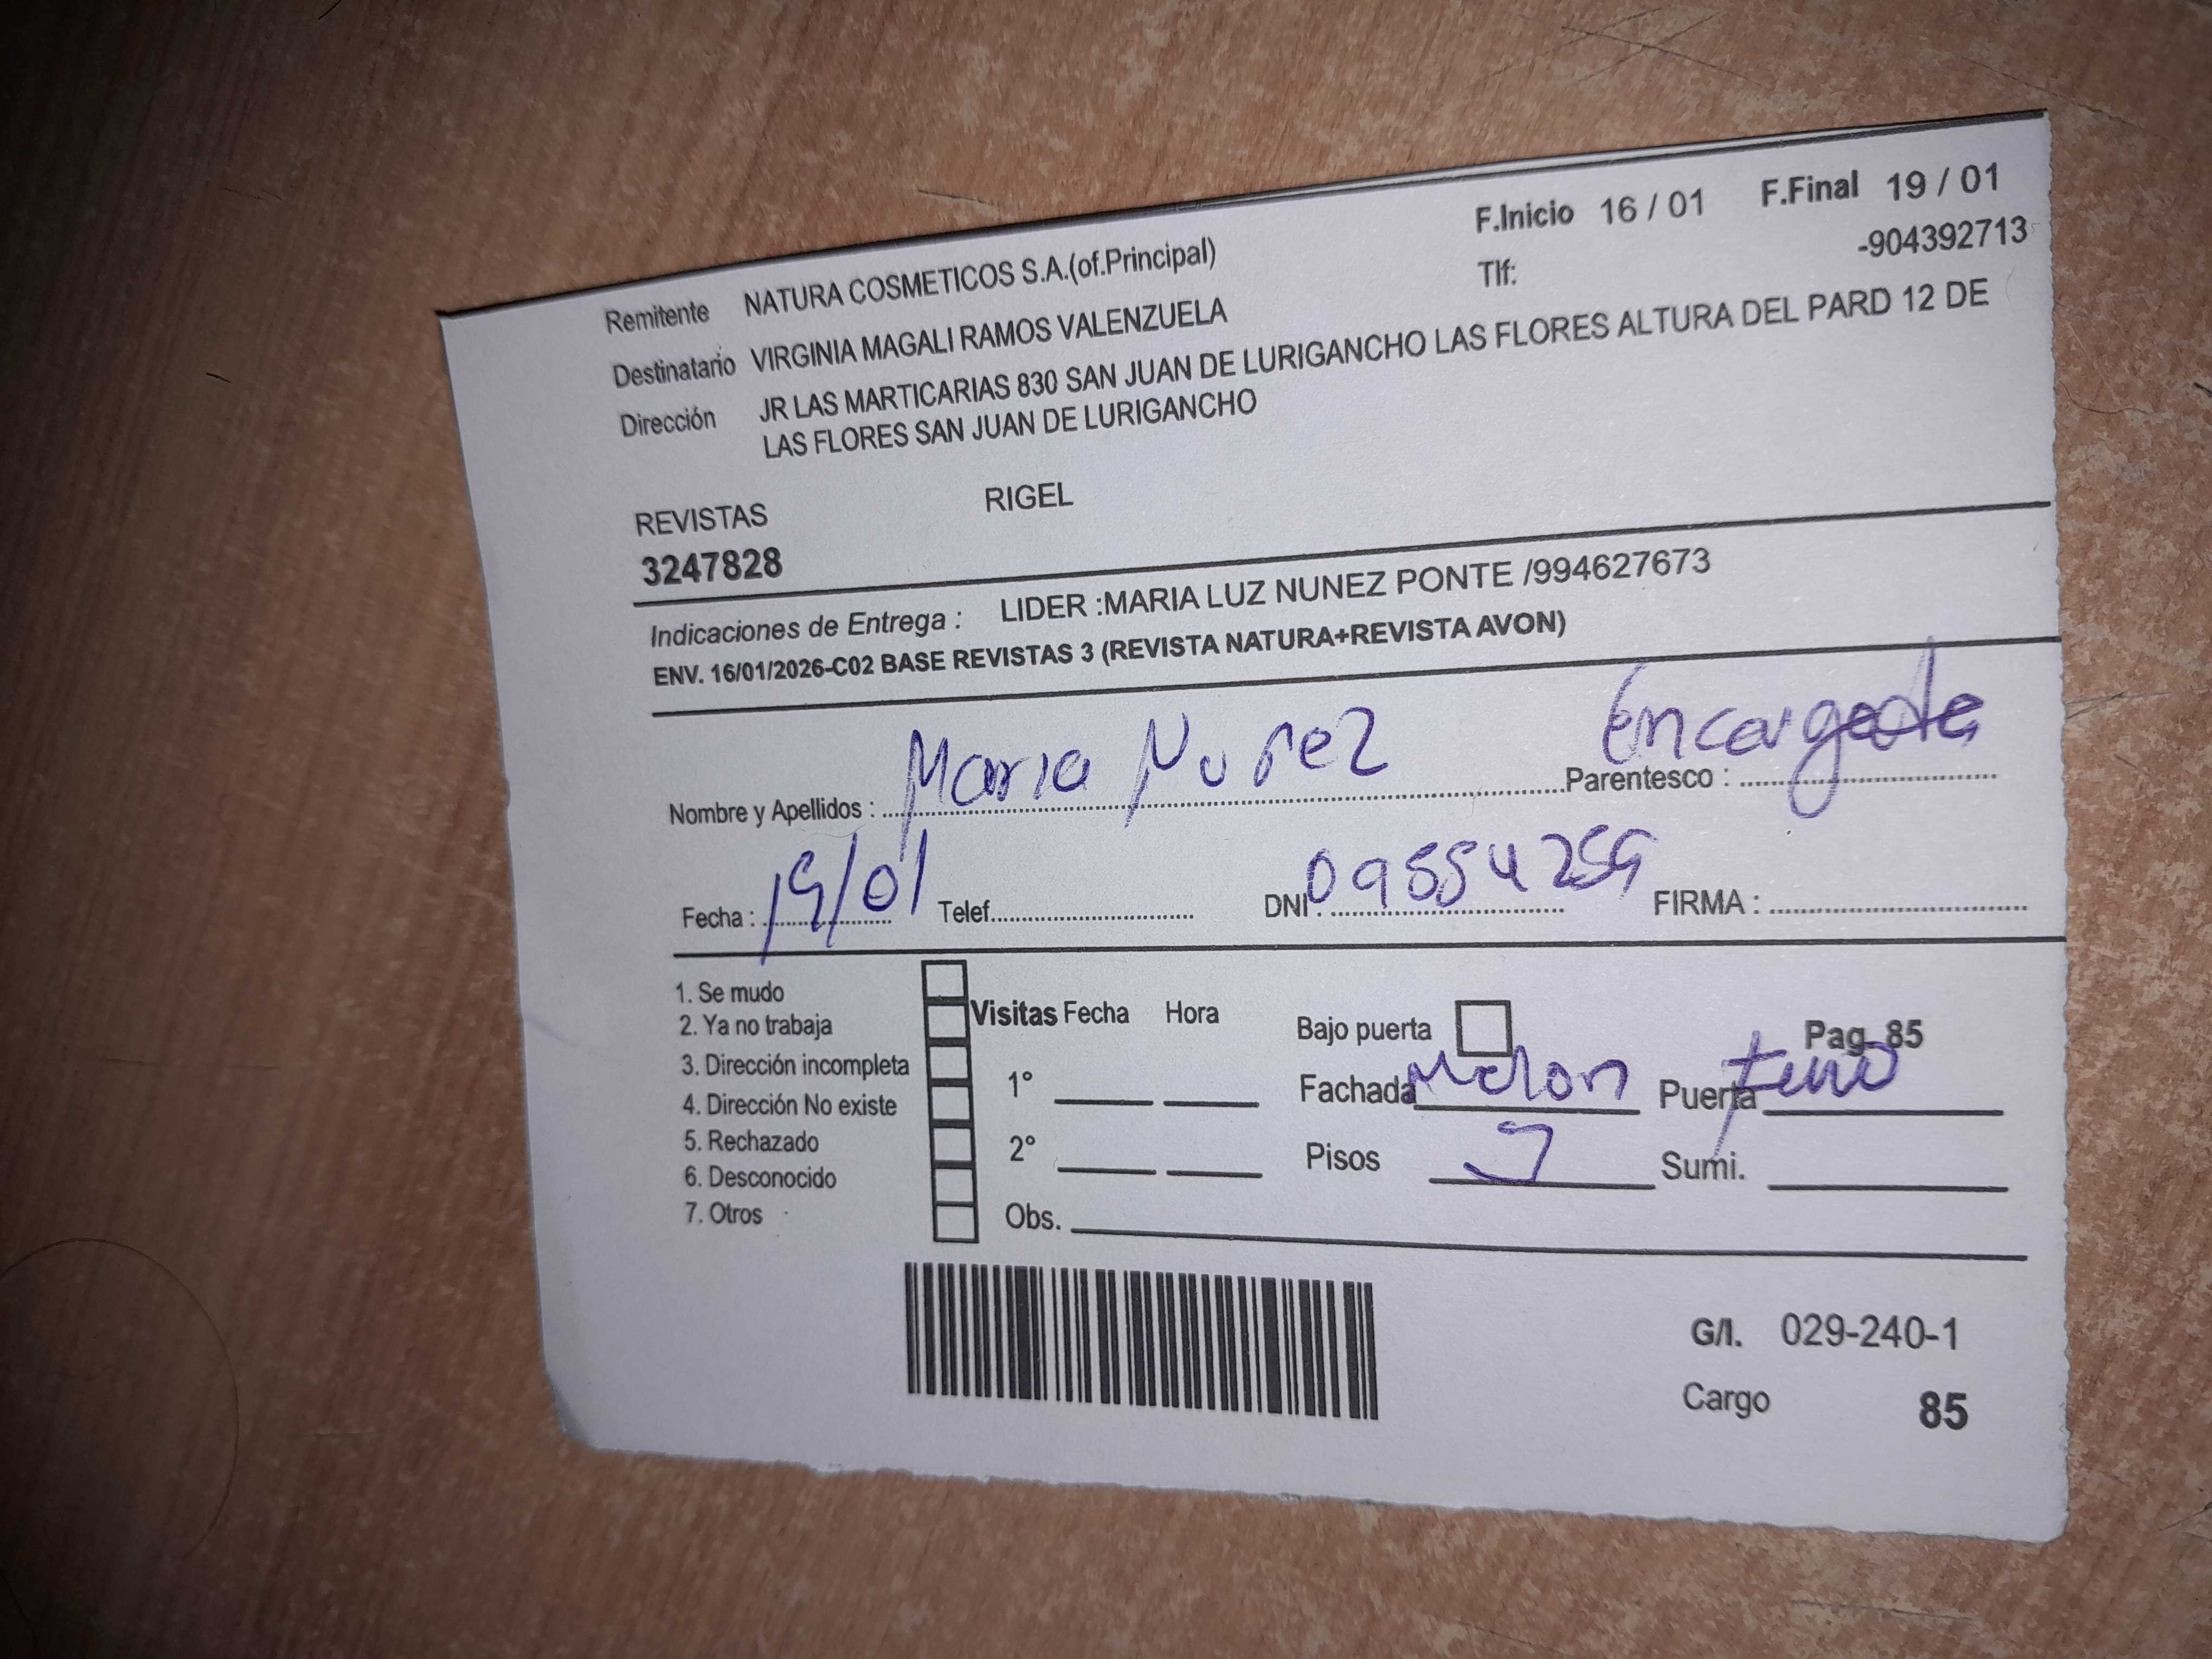 F.Inicio 16 / 01 F.Final 19 / 01
Remitente NATURA COSMETICOS S.A.(of.Principal) Tlf: -904392713
Destinatario VIRGINIA MAGALI RAMOS VALENZUELA
Dirección JR LAS MARTICARIAS 830 SAN JUAN DE LURIGANCHO LAS FLORES ALTURA DEL PARD 12 DE
LAS FLORES SAN JUAN DE LURIGANCHO
REVISTAS RIGEL
3247828
Indicaciones de Entrega : LIDER :MARIA LUZ NUNEZ PONTE /994627673
ENV. 16/01/2026-C02 BASE REVISTAS 3 (REVISTA NATURA+REVISTA AVON)
Nombre y Apellidos : Maria Nuñez Parentesco : Encargada
Fecha : 19/01 Telef. DNI : FIRMA :
1. Se mudo
2. Ya no trabaja
3. Dirección incompleta
4. Dirección No existe
5. Rechazado
6. Desconocido
7. Otros
Visitas Fecha Hora
1°
2°
Obs.
Bajo puerta Pag. 85
Fachada Melon Puerta
Pisos Sumi.
G/I. 029-240-1
Cargo 85